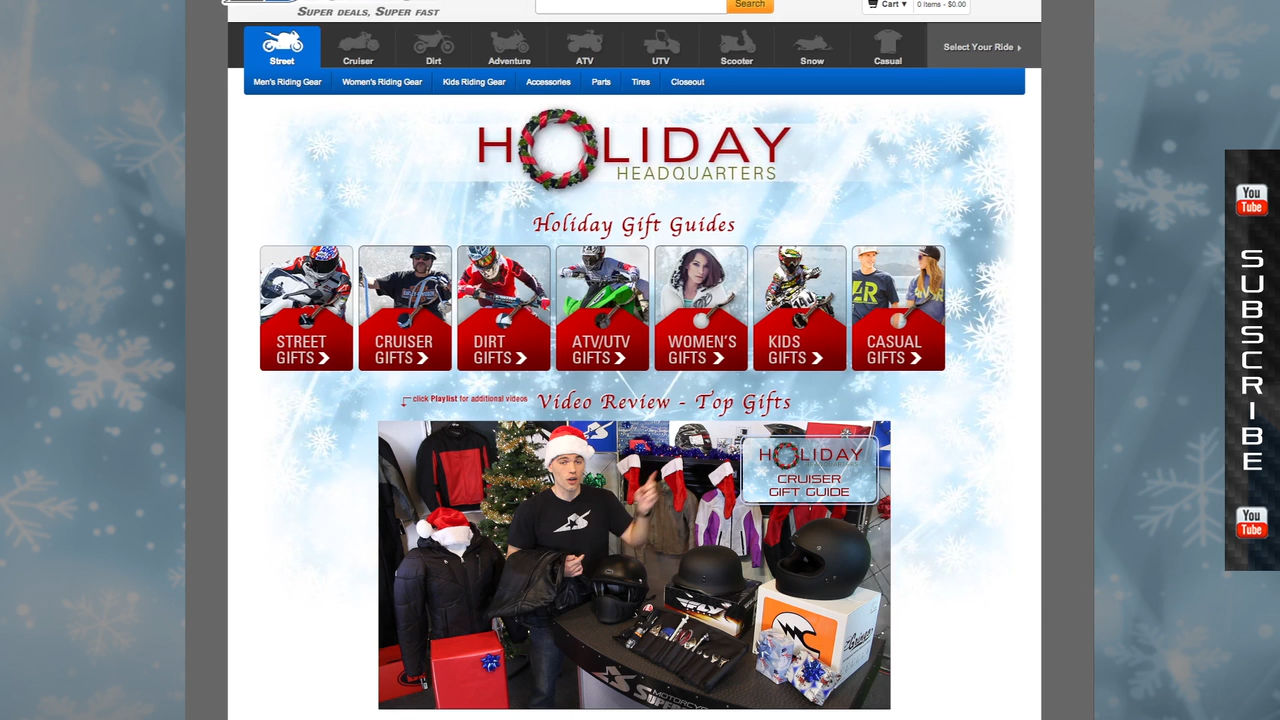 SUPER DEALS, SUPER FAST
Search
Cart ▾ 0 Items - $0.00
Street Cruiser Dirt Adventure ATV UTV Scooter Snow Casual Select Your Ride
Men's Riding Gear Women's Riding Gear Kids Riding Gear Accessories Parts Tires Closeout
HOLIDAY
HEADQUARTERS
Holiday Gift Guides
STREET
GIFTS
CRUISER
GIFTS
DIRT
GIFTS
ATV/UTV
GIFTS
WOMEN'S
GIFTS
KIDS
GIFTS
CASUAL
GIFTS
click Playlist for additional videos
Video Review - Top Gifts
HOLIDAY
CRUISER
GIFT GUIDE
FLY
MOTORCYCLE
You
Tube
SUBSCRIBE
You
Tube